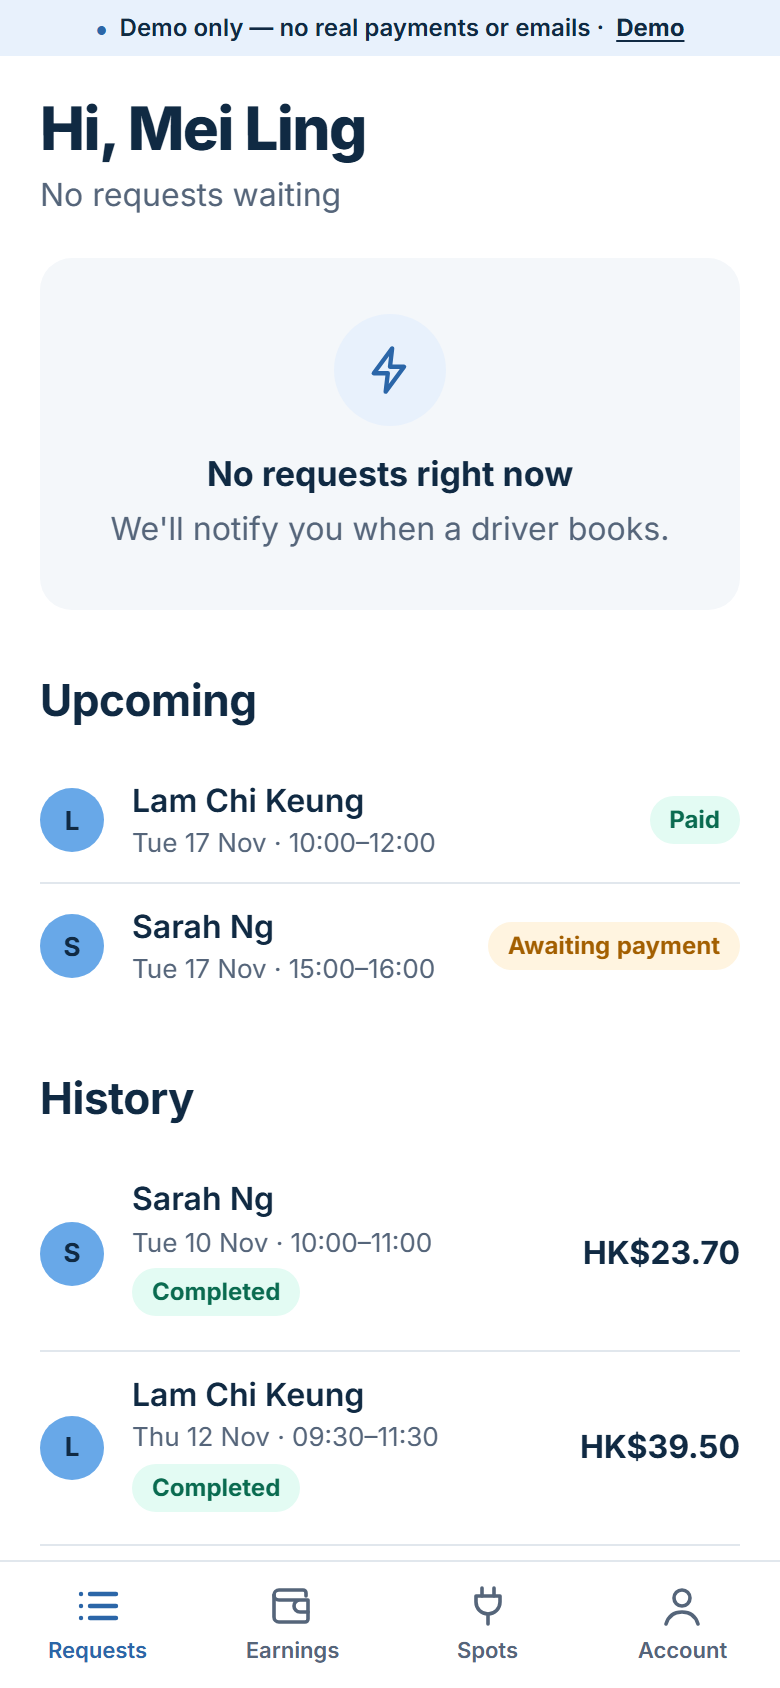 Demo only — no real payments or emails · Demo
Hi, Mei Ling
No requests waiting
No requests right now
We'll notify you when a driver books.
Upcoming
L
Lam Chi Keung
Tue 17 Nov · 10:00–12:00
Paid
S
Sarah Ng
Tue 17 Nov · 15:00–16:00
Awaiting payment
History
S
Sarah Ng
Tue 10 Nov · 10:00–11:00
Completed
HK$23.70
L
Lam Chi Keung
Thu 12 Nov · 09:30–11:30
Completed
HK$39.50
Requests
Earnings
Spots
Account